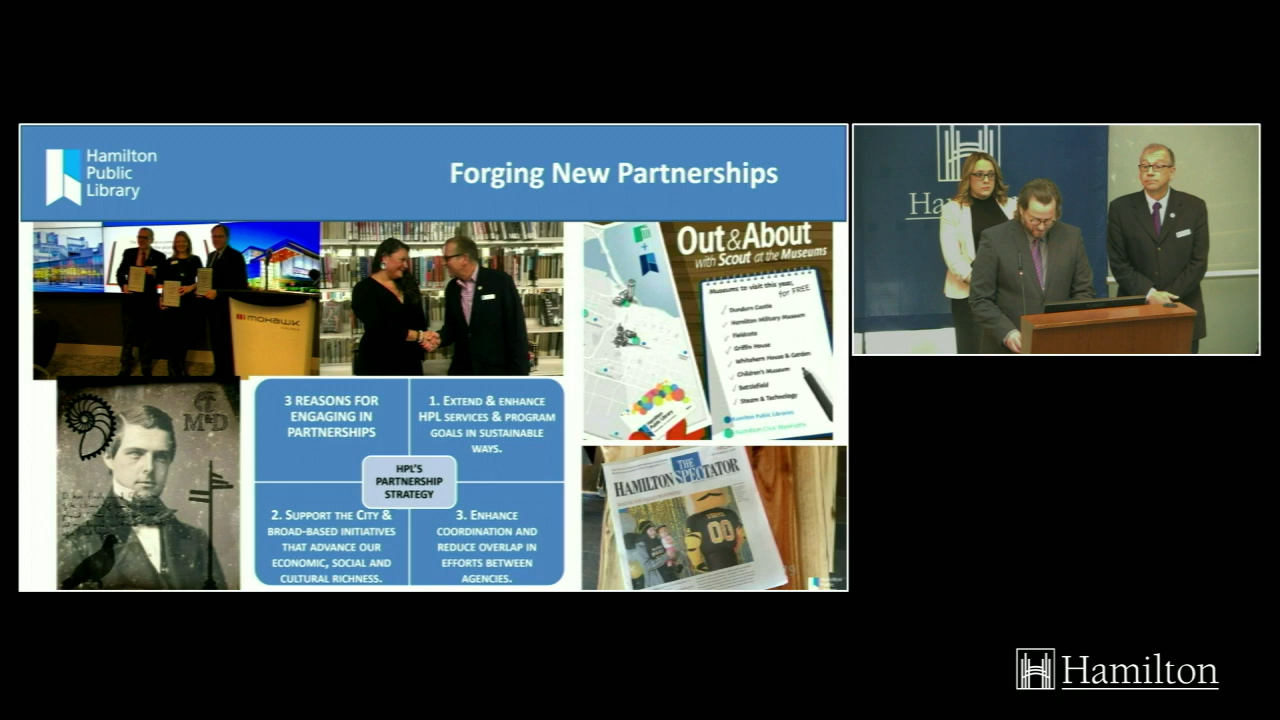 Hamilton
Public
Library
Forging New Partnerships
MOHAWK
3 REASONS FOR
ENGAGING IN
PARTNERSHIPS
1. EXTEND & ENHANCE
HPL SERVICES & PROGRAM
GOALS IN SUSTAINABLE
WAYS.
HPL'S
PARTNERSHIP
STRATEGY
2. SUPPORT THE CITY &
BROAD-BASED INITIATIVES
THAT ADVANCE OUR
ECONOMIC, SOCIAL AND
CULTURAL RICHNESS.
3. ENHANCE
COORDINATION AND
REDUCE OVERLAP IN
EFFORTS BETWEEN
AGENCIES.
Out & About
with Scout at the Museums
Museums to visit this year,
for FREE
Dundurn Castle
Hamilton Military Museum
Fieldcote
Griffin House
Whitehern House & Garden
Children's Museum
Battlefield
Steam & Technology
Hamilton Public Libraries
Hamilton Civic Museums
THE
HAMILTON SPECTATOR
00
Ha
Hamilton